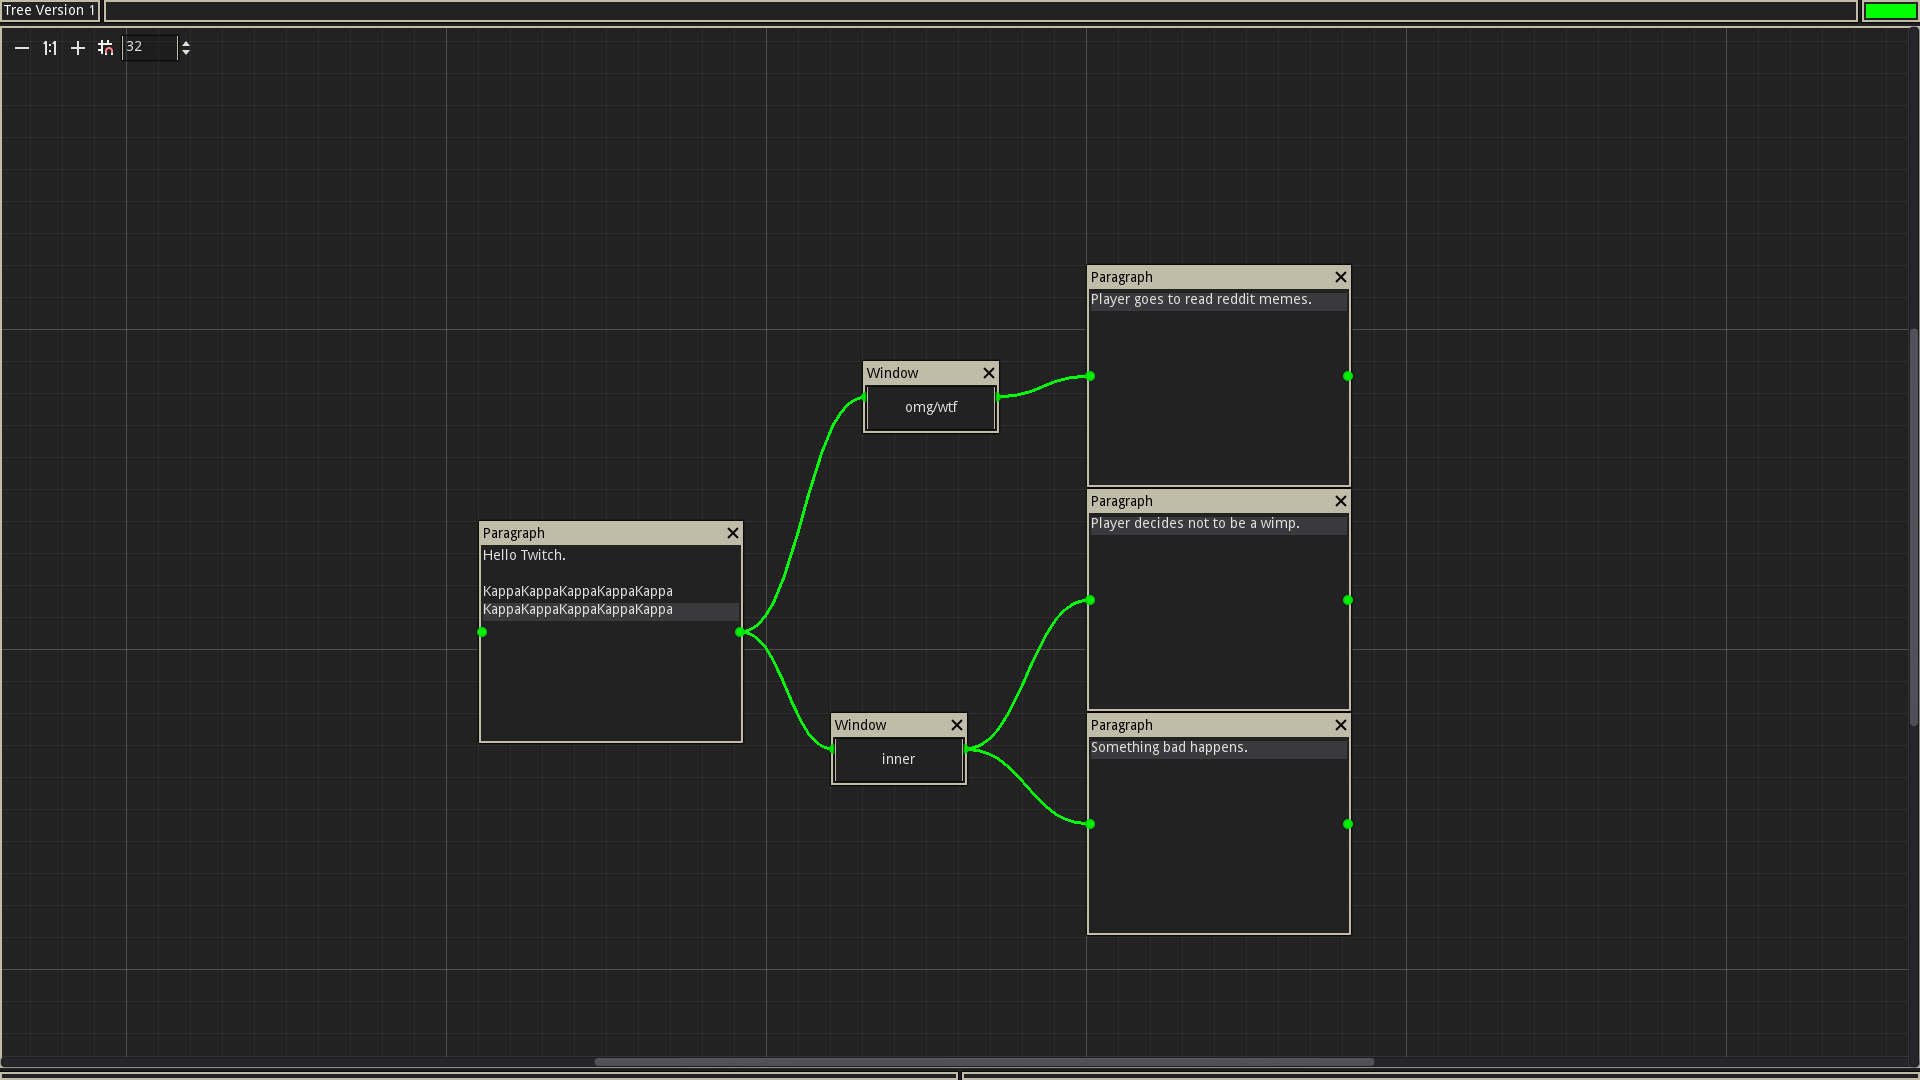 Tree Version 1
1:1
32
Paragraph
Player goes to read reddit memes.
Window
omg/wtf
Paragraph
Player decides not to be a wimp.
Paragraph
Hello Twitch.
KappaKappaKappaKappaKappa
KappaKappaKappaKappaKappa
Window
inner
Paragraph
Something bad happens.